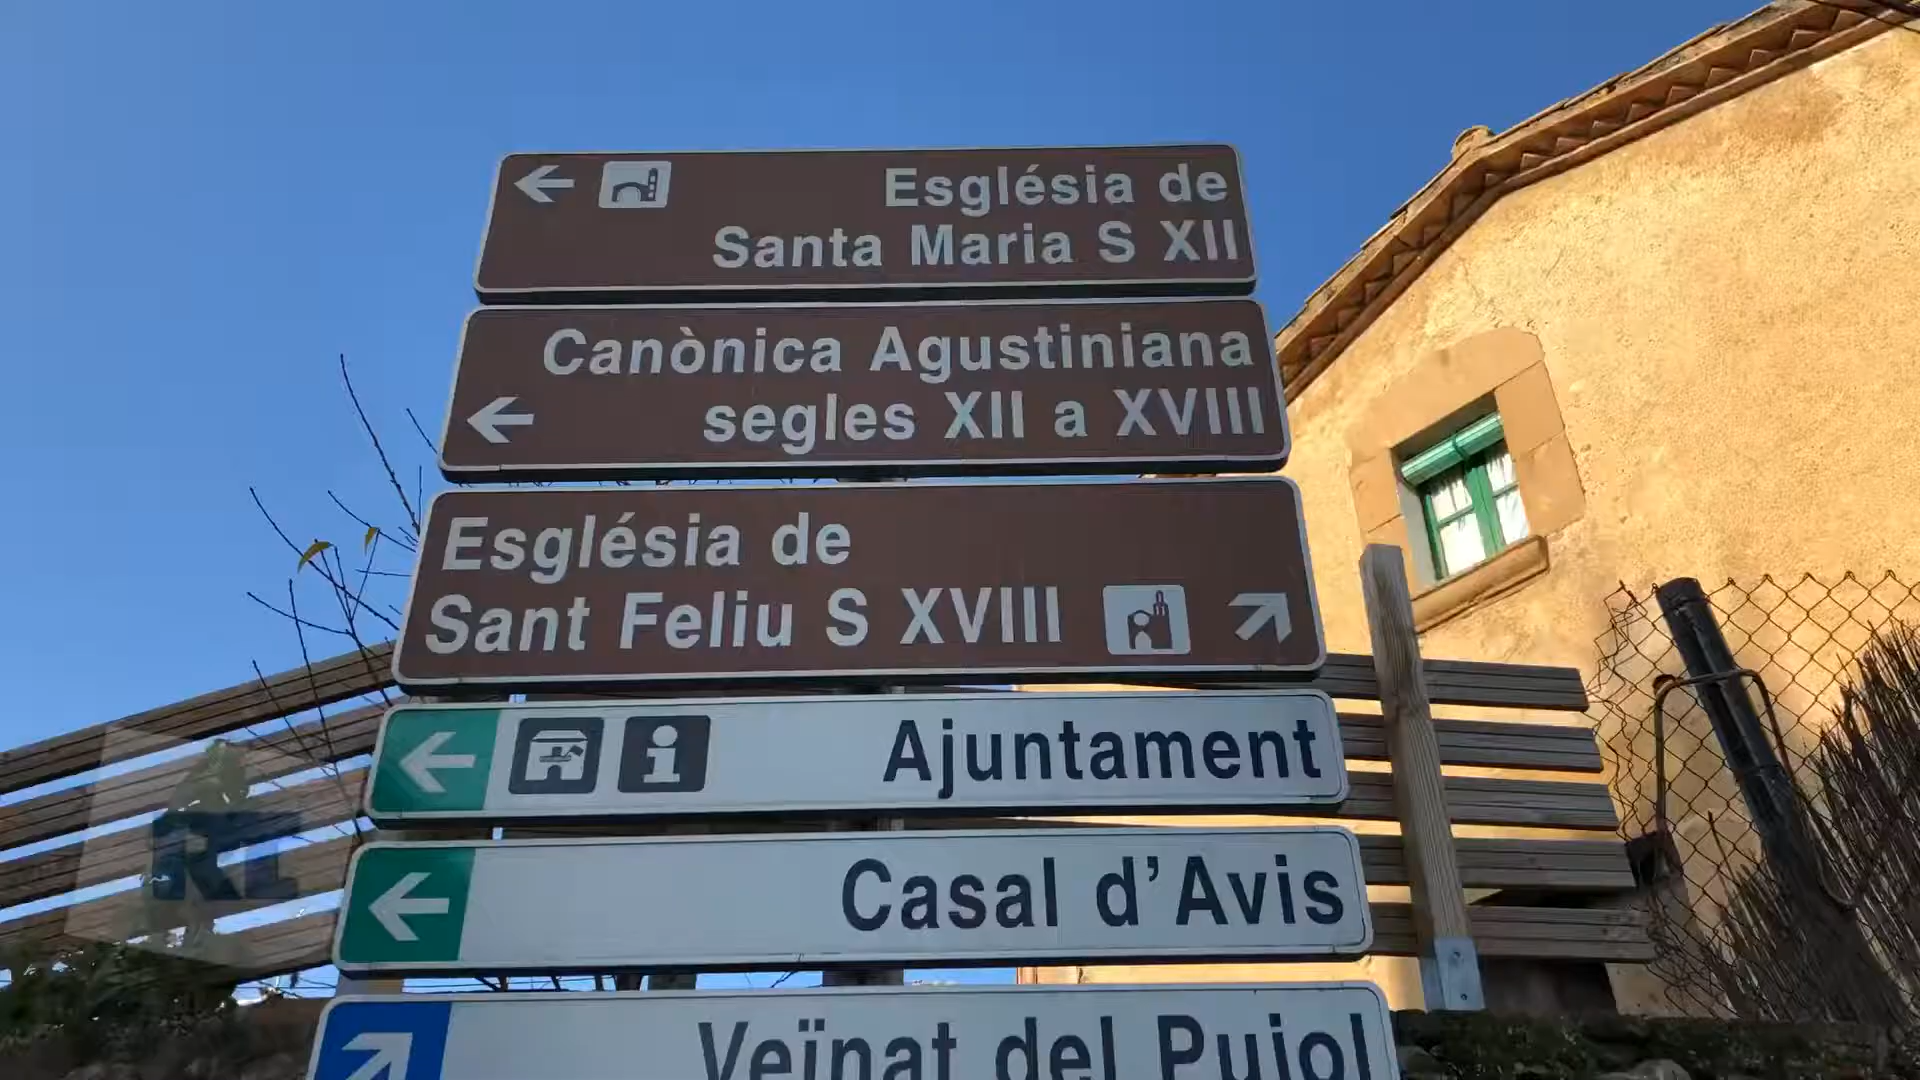 Església de
Santa Maria S XII
Canònica Agustiniana
segles XII a XVIII
Església de
Sant Feliu S XVIII
i
Ajuntament
Casal d'Avis
Veïnat del Pujol
RL